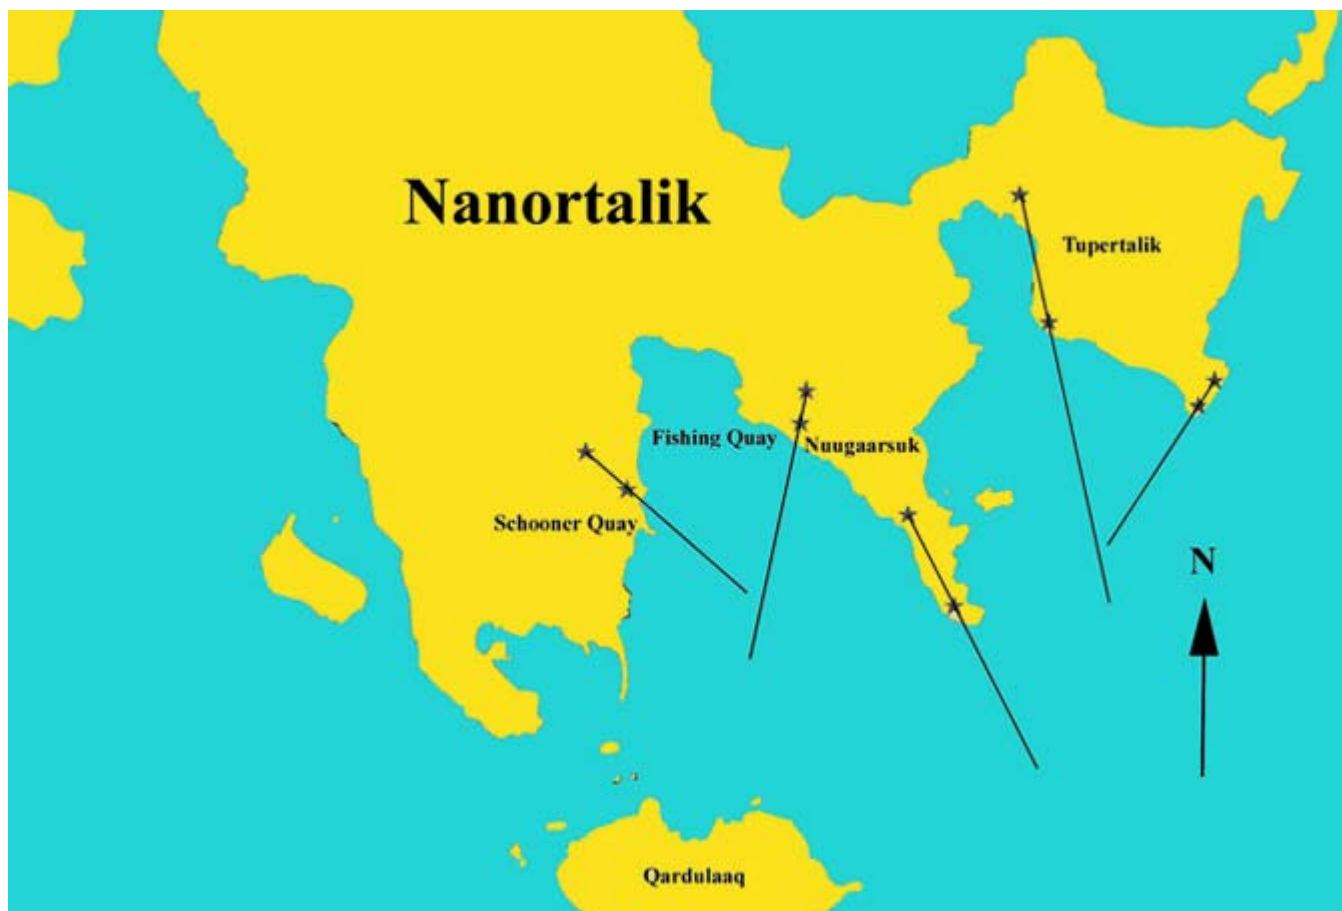 Nanortalik
Tupertalik
Fishing Quay
Nuugaarsuk
Schooner Quay
N
Qardulaaq